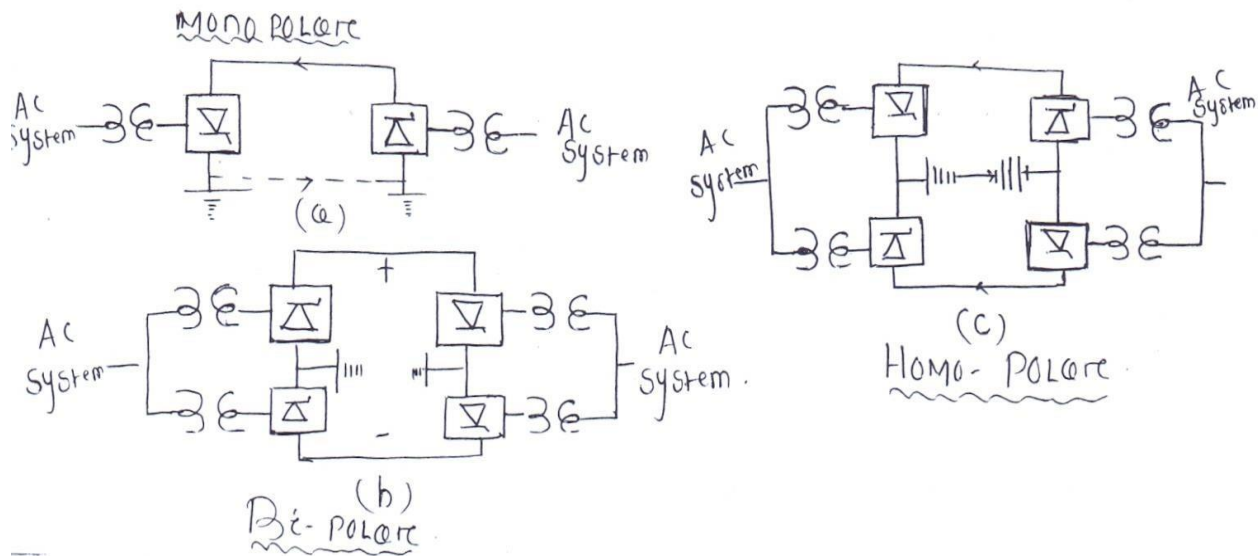 Mono POLare
AC
System
AC
System
(a)
AC
System
+
-
AC
System.
(b)
Bi-POLare
AC
System
AC
System
(C)
HOMO-POLare